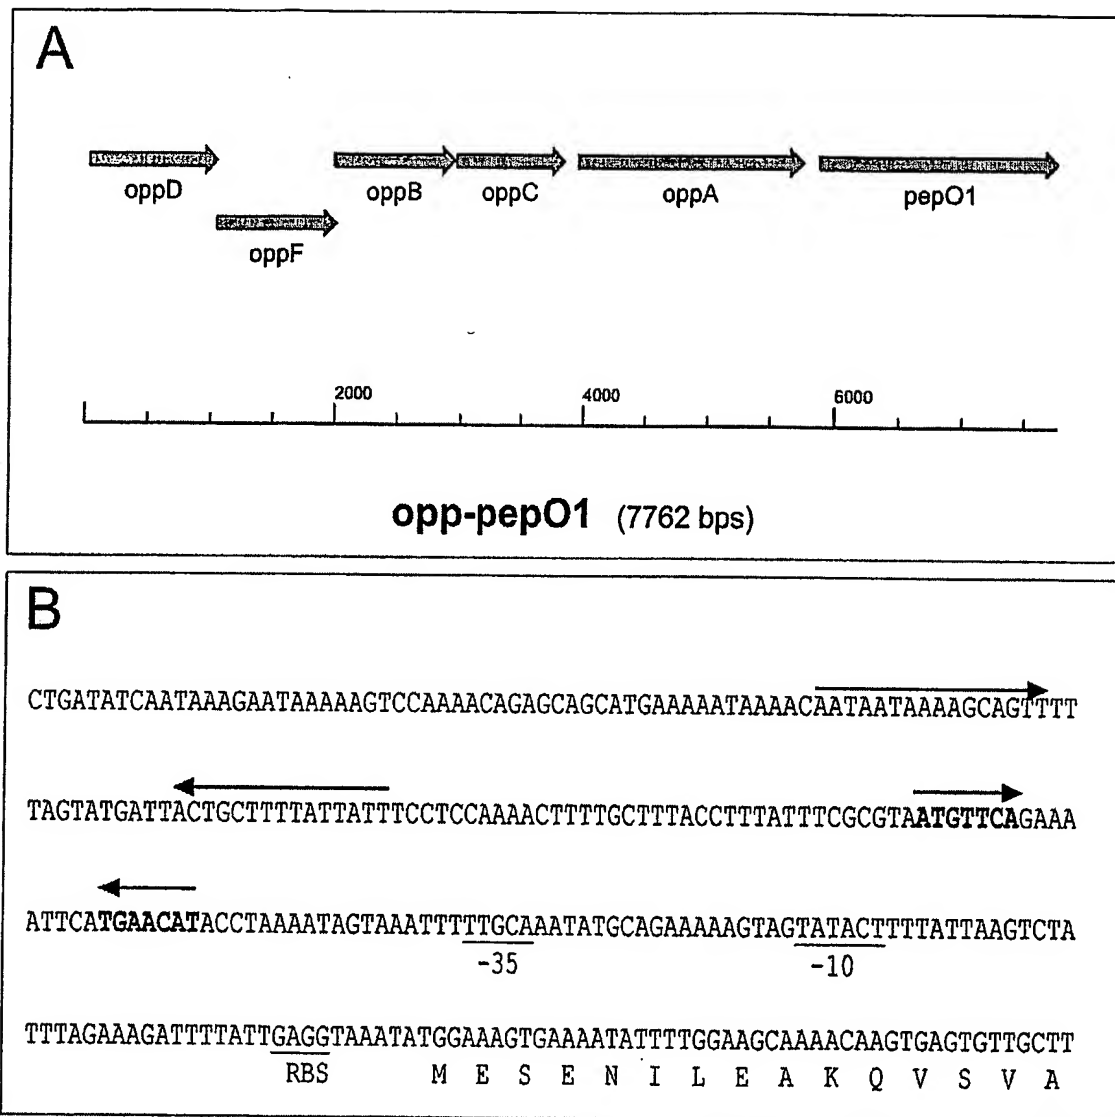 A
oppD
oppB
oppC
oppA
pepO1
oppF
2000
4000
6000
opp-pepO1 (7762 bps)
B
CTGATATCAATAAAGAATAAAAAGTCCAAAACAGAGCAGCATGAAAAATAAAACAATAATAAAAGCAGTTTT
TAGTATGATTACTGCTTTTATTATTTCCTCCAAAACTTTTGCTTTACCTTTATTTCGCGTAATGTTCAGAAA
ATTCATGAACATACCTAAAATAGTAAATTTTTGCAAATATGCAGAAAAAGTAGTATACTTTTATTAAGTCTA
-35 -10
TTTAGAAAGATTTTATTGAGGTAAATATGGAAAGTGAAAATATTTTGGAAGCAAAACAAGTGAGTGTTGCTT
RBS M E S E N I L E A K Q V S V A